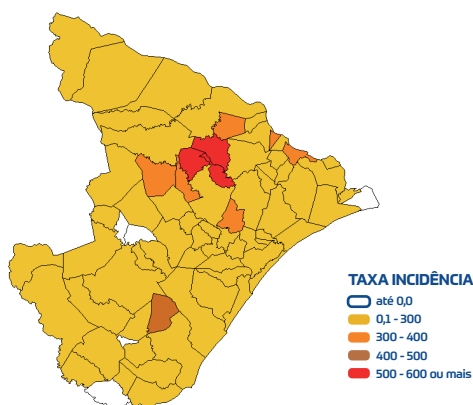 TAXA INCIDÊNCIA
até 0,0
0,1 - 300
300 - 400
400 - 500
500 - 600 ou mais